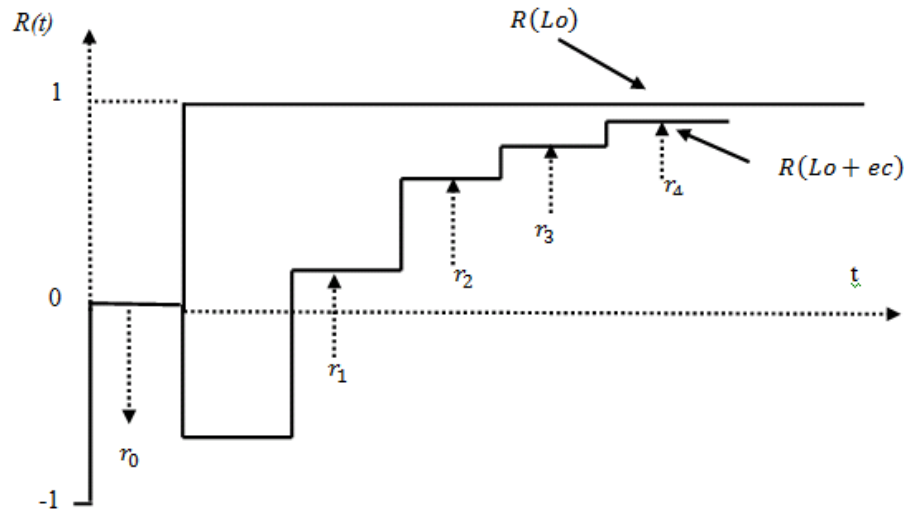 R(t)
R(Lo)
1
R(Lo + ec)
r₄
r₃
r₂
t
0
r₁
r₀
-1